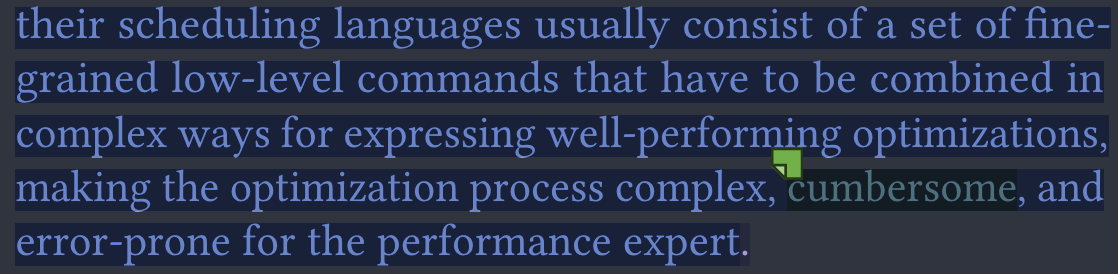 their scheduling languages usually consist of a set of fine-
grained low-level commands that have to be combined in
complex ways for expressing well-performing optimizations,
making the optimization process complex, cumbersome, and
error-prone for the performance expert.